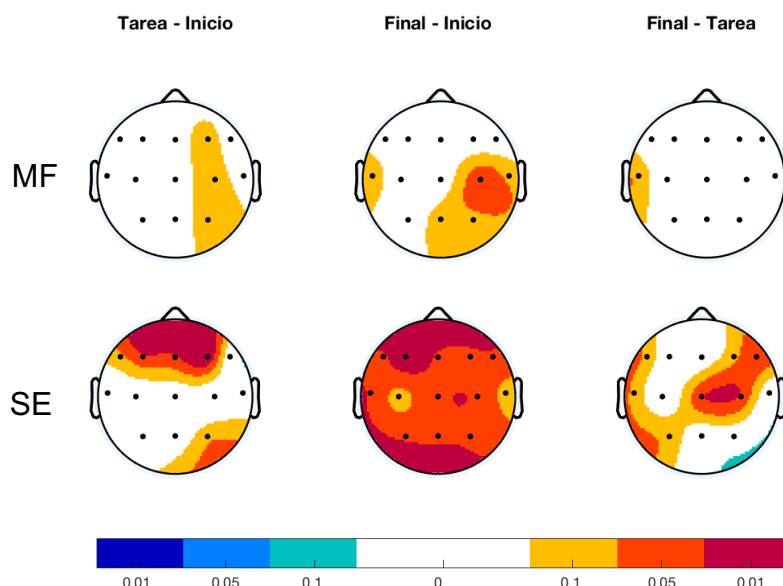 Tarea - Inicio Final - Inicio Final - Tarea
MF
SE
0.01 0.05 0.1 0 0.1 0.05 0.01